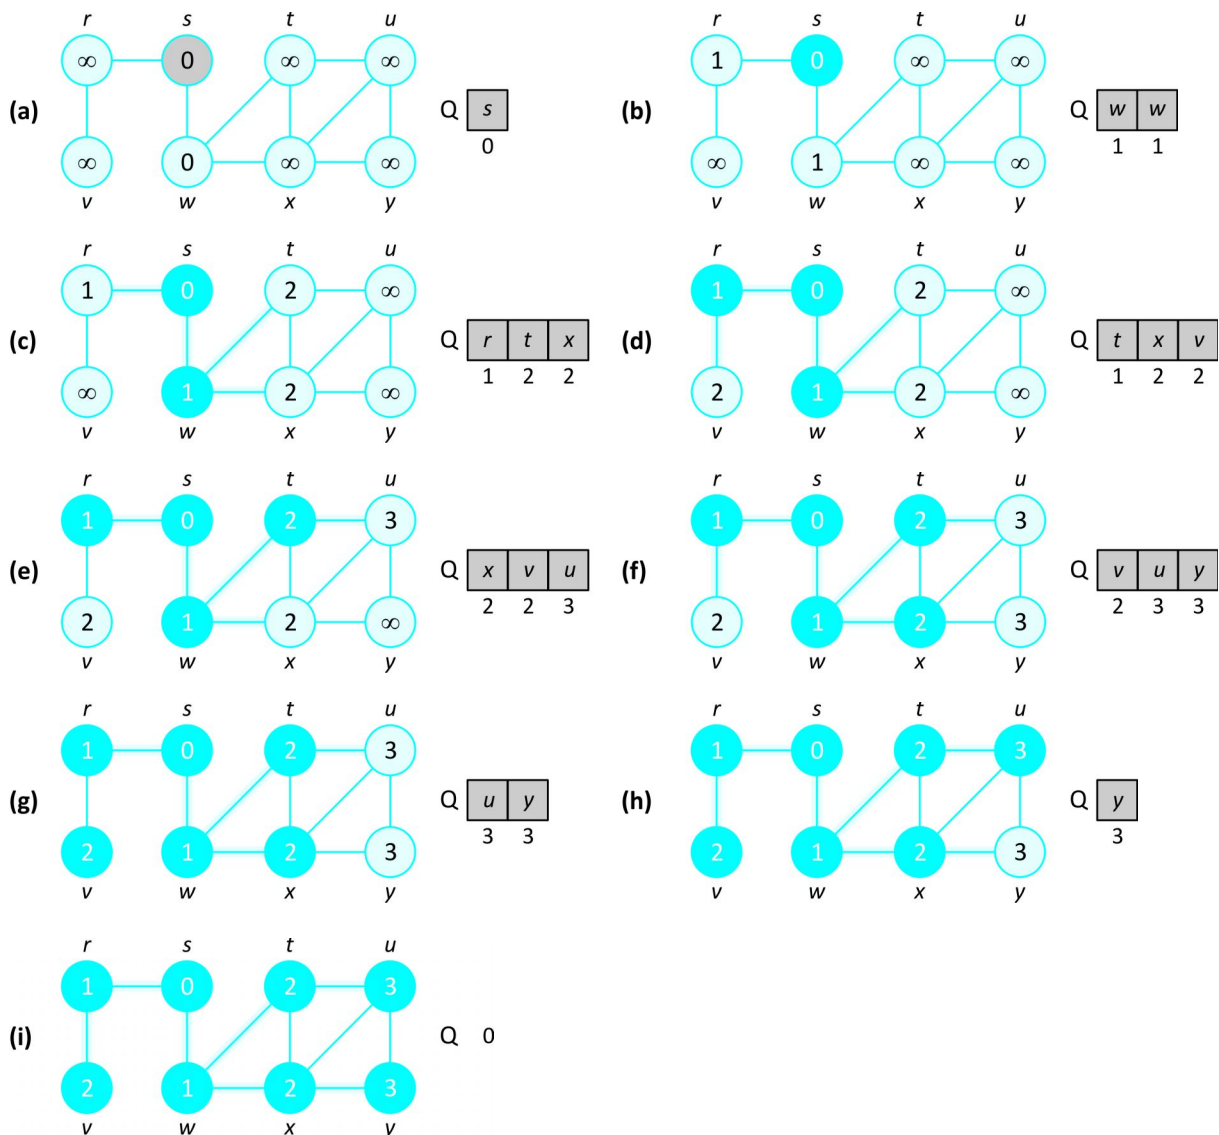 r s t u r s t u
∞ 0 ∞ ∞ 1 0 ∞ ∞
(a) Q s (b) Q w w
0 1 1
∞ 0 ∞ ∞ ∞ 1 ∞ ∞
v w x y v w x y
r s t u r s t u
1 0 2 ∞ 1 0 2 ∞
(c) Q r t x (d) Q t x v
1 2 2 1 2 2
∞ 1 2 ∞ 2 1 2 ∞
v w x y v w x y
r s t u r s t u
1 0 2 3 1 0 2 3
(e) Q x v u (f) Q v u y
2 2 3 2 3 3
2 1 2 ∞ 2 1 2 3
v w x y v w x y
r s t u r s t u
1 0 2 3 1 0 2 3
(g) Q u y (h) Q y
3 3 3
2 1 2 3 2 1 2 3
v w x y v w x y
r s t u
1 0 2 3
(i) Q 0
2 1 2 3
v w x y